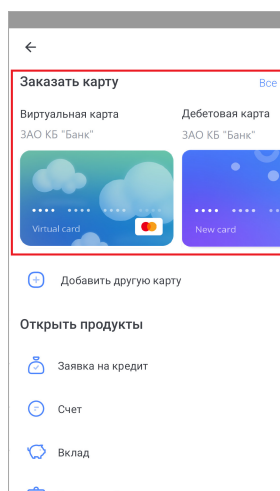 Заказать карту
Все
Виртуальная карта
ЗАО КБ "Банк"
Дебетовая карта
ЗАО КБ "Банк"
Virtual card
New card
Добавить другую карту
Открыть продукты
Заявка на кредит
Счет
Вклад